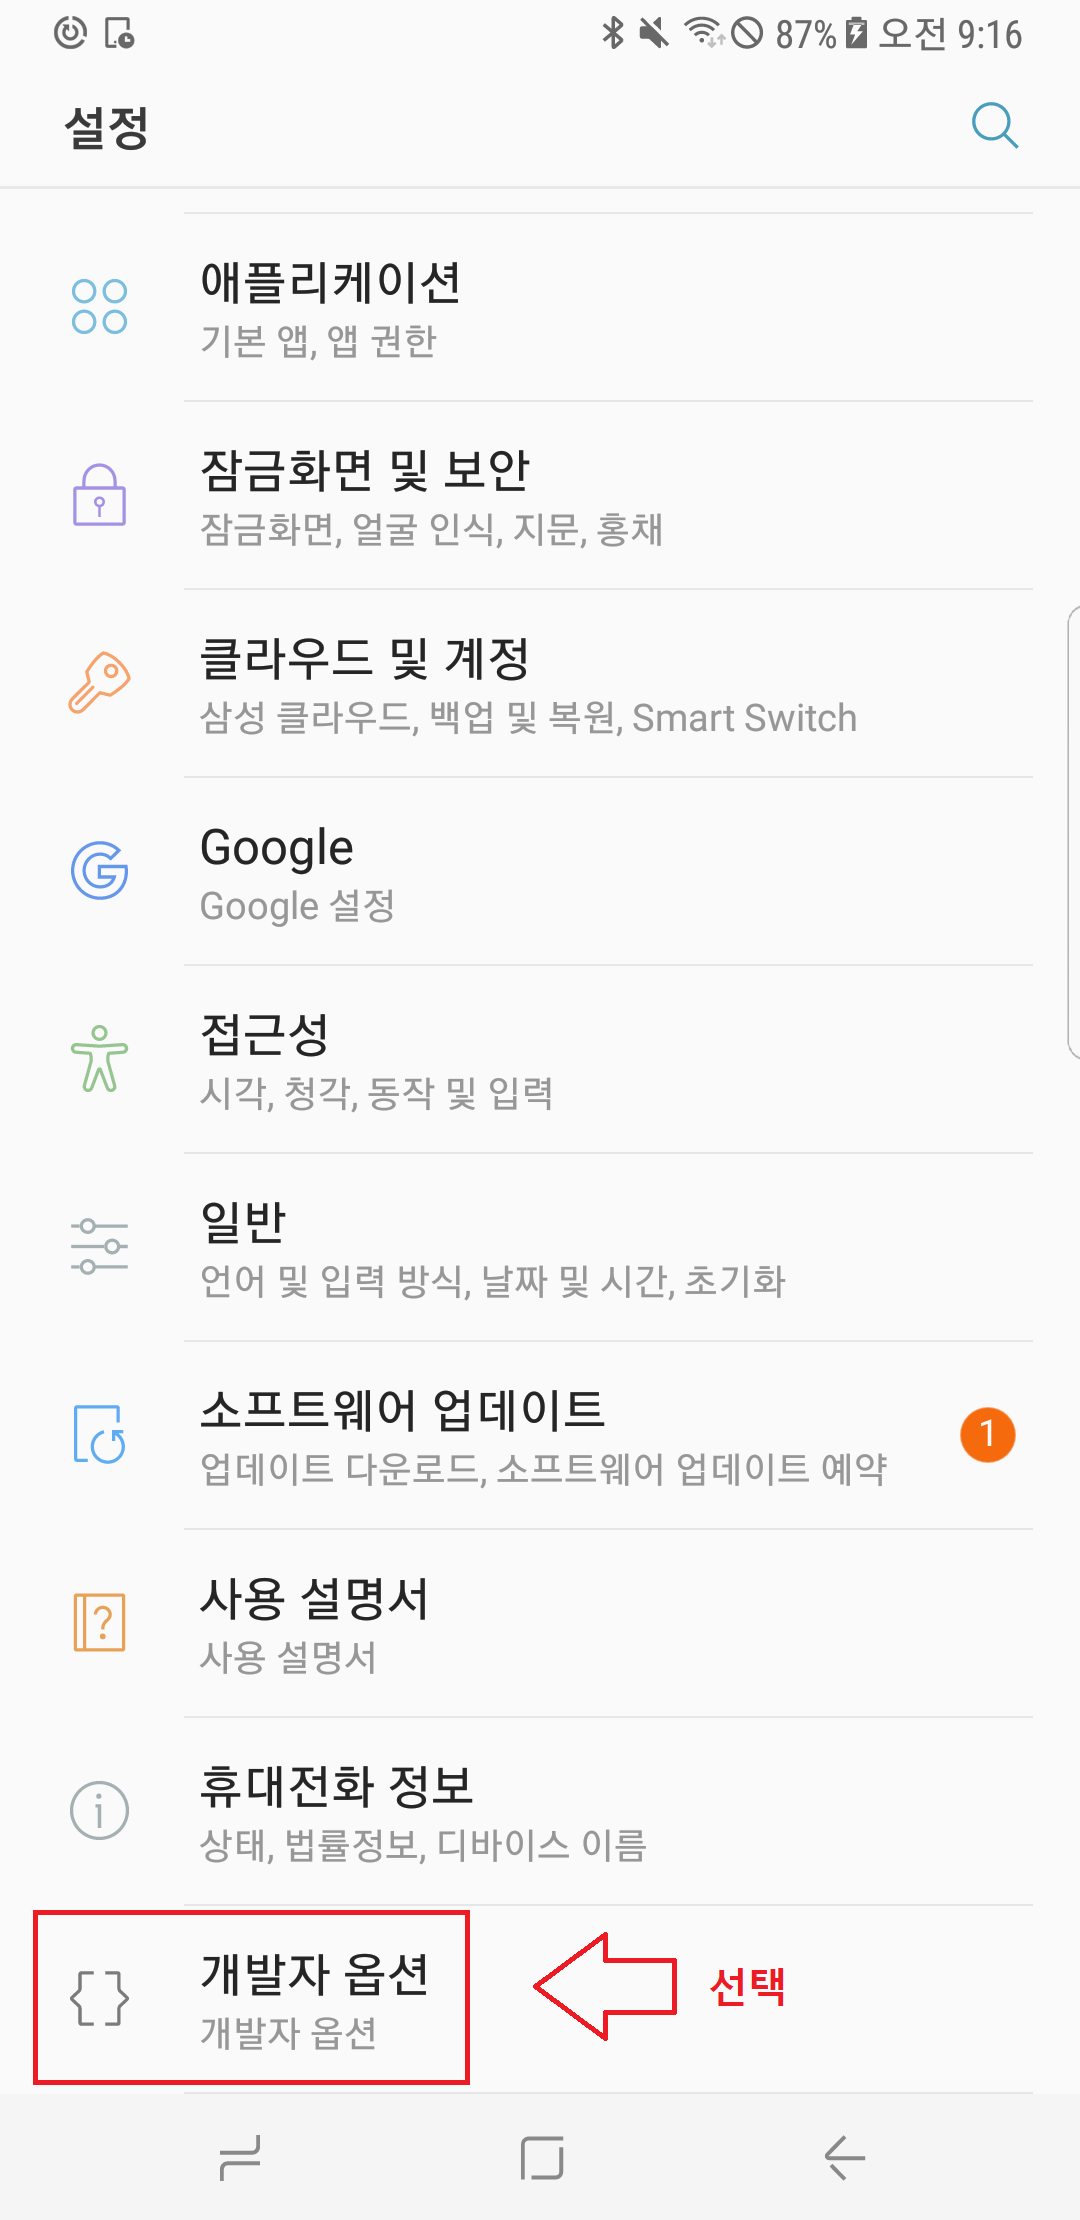 87% 오전 9:16
설정
애플리케이션
기본 앱, 앱 권한
잠금화면 및 보안
잠금화면, 얼굴 인식, 지문, 홍채
클라우드 및 계정
삼성 클라우드, 백업 및 복원, Smart Switch
Google
Google 설정
접근성
시각, 청각, 동작 및 입력
일반
언어 및 입력 방식, 날짜 및 시간, 초기화
소프트웨어 업데이트
1
업데이트 다운로드, 소프트웨어 업데이트 예약
사용 설명서
사용 설명서
휴대전화 정보
상태, 법률정보, 디바이스 이름
개발자 옵션
선택
개발자 옵션